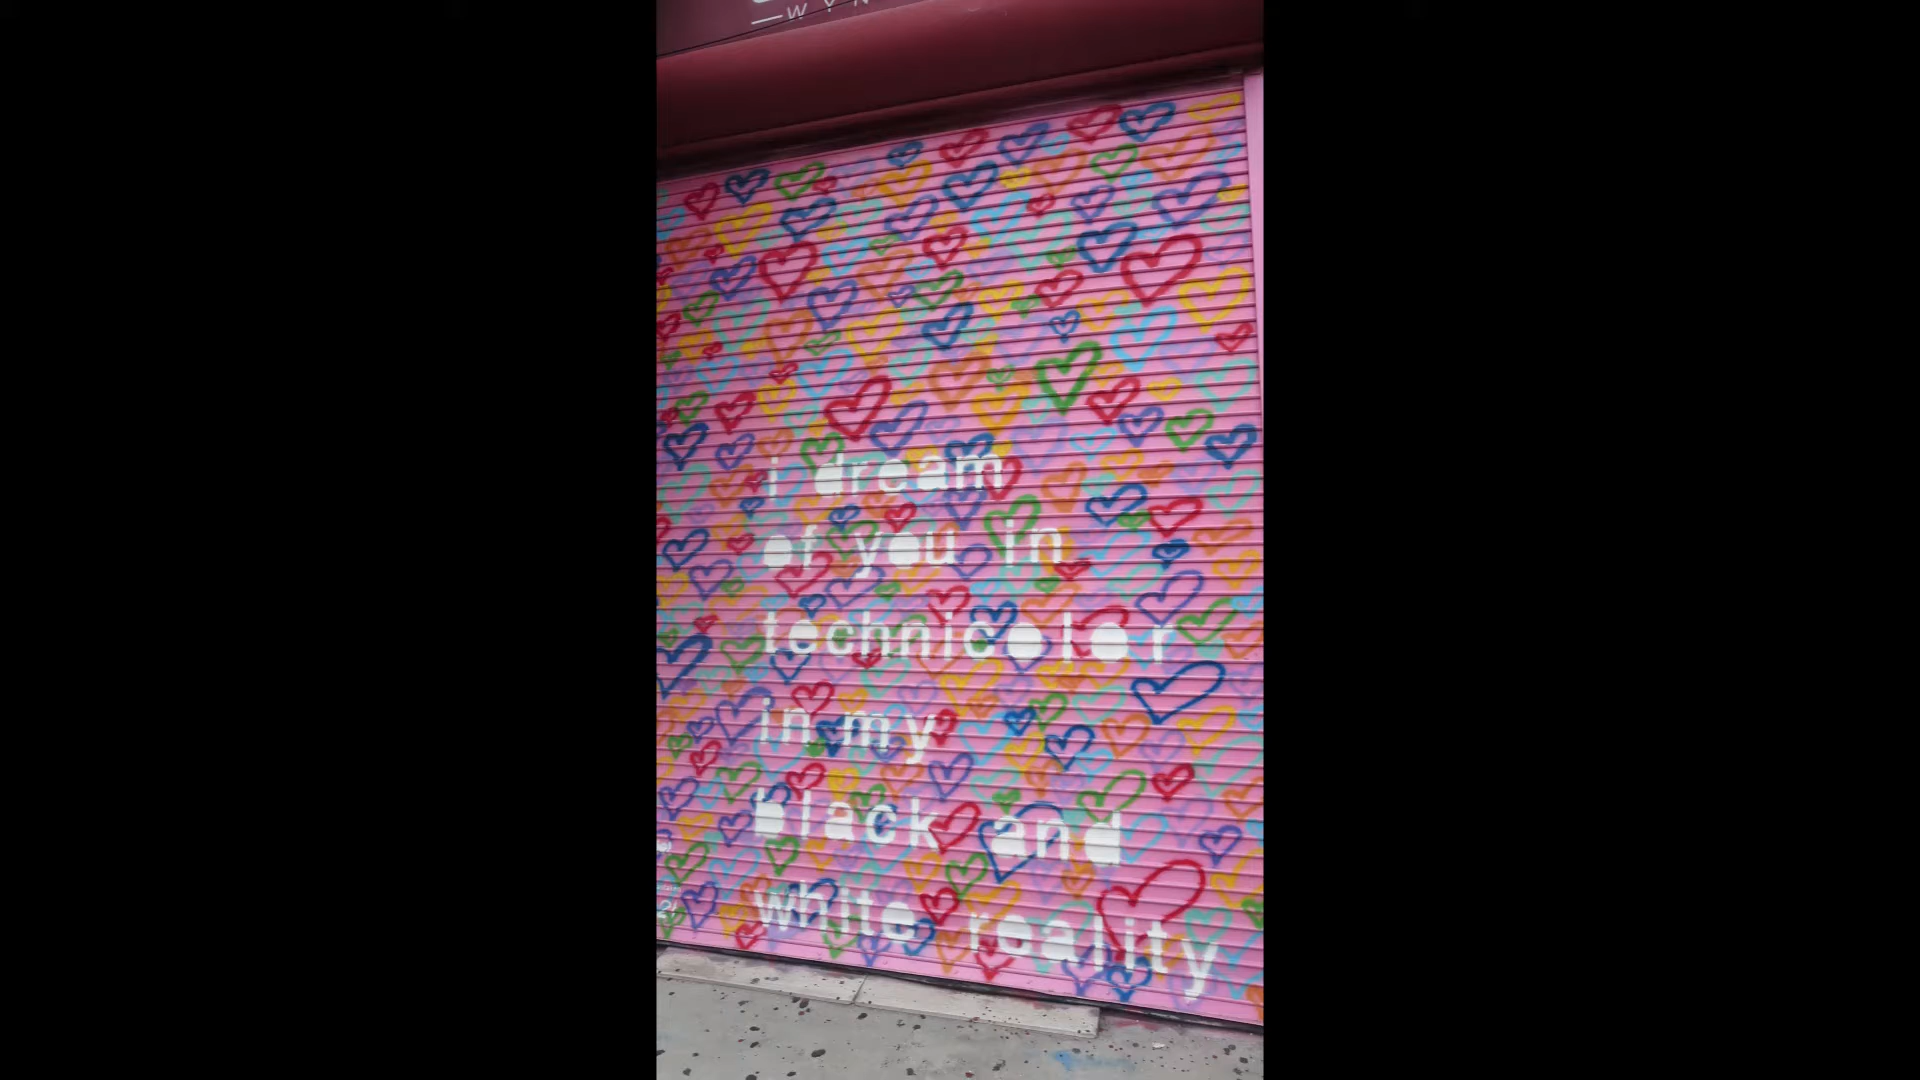 i dream
of you in
technicolor
in my
black and
white reality